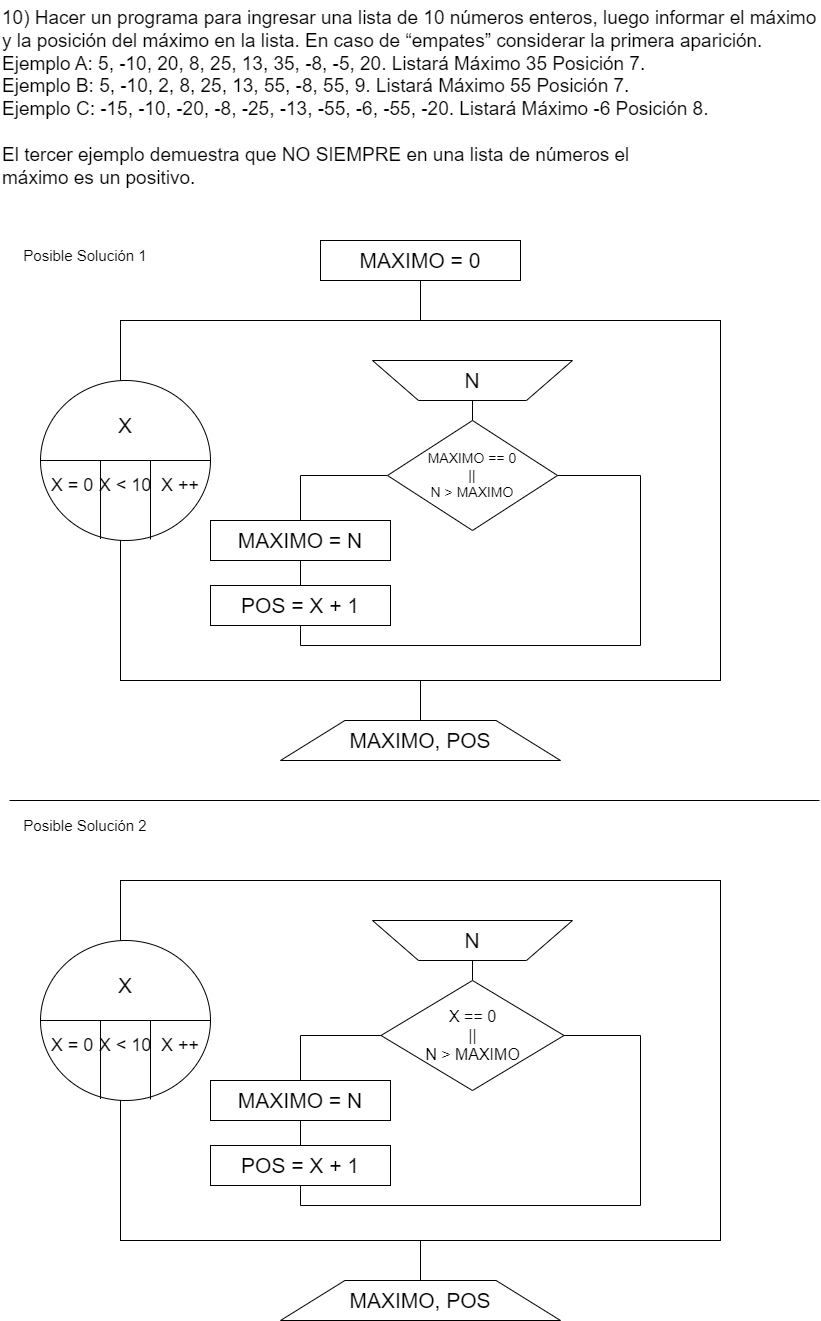 10) Hacer un programa para ingresar una lista de 10 números enteros, luego informar el máximo
y la posición del máximo en la lista. En caso de “empates” considerar la primera aparición.
Ejemplo A: 5, -10, 20, 8, 25, 13, 35, -8, -5, 20. Listará Máximo 35 Posición 7.
Ejemplo B: 5, -10, 2, 8, 25, 13, 55, -8, 55, 9. Listará Máximo 55 Posición 7.
Ejemplo C: -15, -10, -20, -8, -25, -13, -55, -6, -55, -20. Listará Máximo -6 Posición 8.
El tercer ejemplo demuestra que NO SIEMPRE en una lista de números el
máximo es un positivo.
Posible Solución 1
MAXIMO = 0
X
X = 0
X < 10
X ++
N
MAXIMO == 0
||
N > MAXIMO
MAXIMO = N
POS = X + 1
MAXIMO, POS
Posible Solución 2
X
X = 0
X < 10
X ++
N
X == 0
||
N > MAXIMO
MAXIMO = N
POS = X + 1
MAXIMO, POS